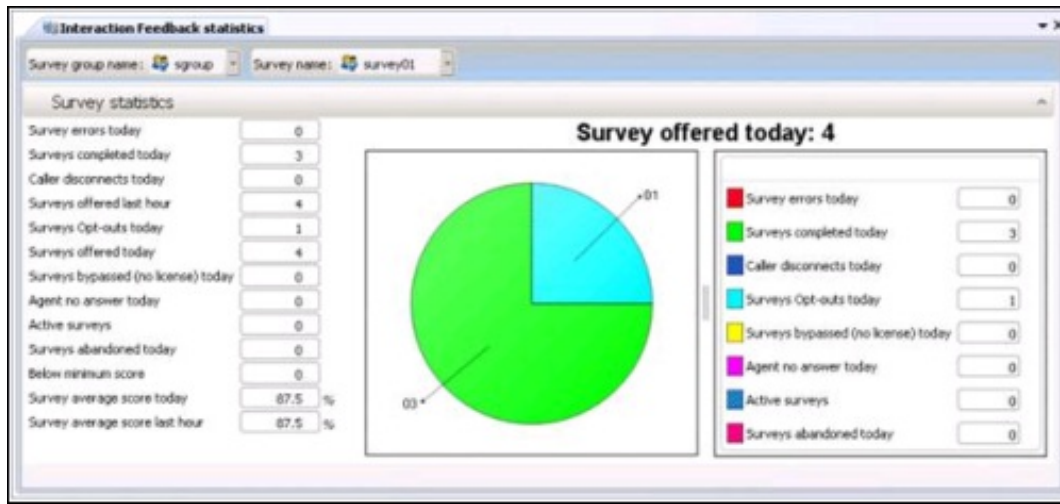 Interaction Feedback statistics
Survey group name: sgroup Survey name: survey01
Survey statistics
Survey errors today 0
Surveys completed today 3
Caller disconnects today 0
Surveys offered last hour 4
Surveys Opt-outs today 1
Surveys offered today 4
Surveys bypassed (no license) today 0
Agent no answer today 0
Active surveys 0
Surveys abandoned today 0
Below minimum score 0
Survey average score today 87.5 %
Survey average score last hour 87.5 %
Survey offered today: 4
01
03
Survey errors today 0
Surveys completed today 3
Caller disconnects today 0
Surveys Opt-outs today 1
Surveys bypassed (no license) today 0
Agent no answer today 0
Active surveys 0
Surveys abandoned today 0